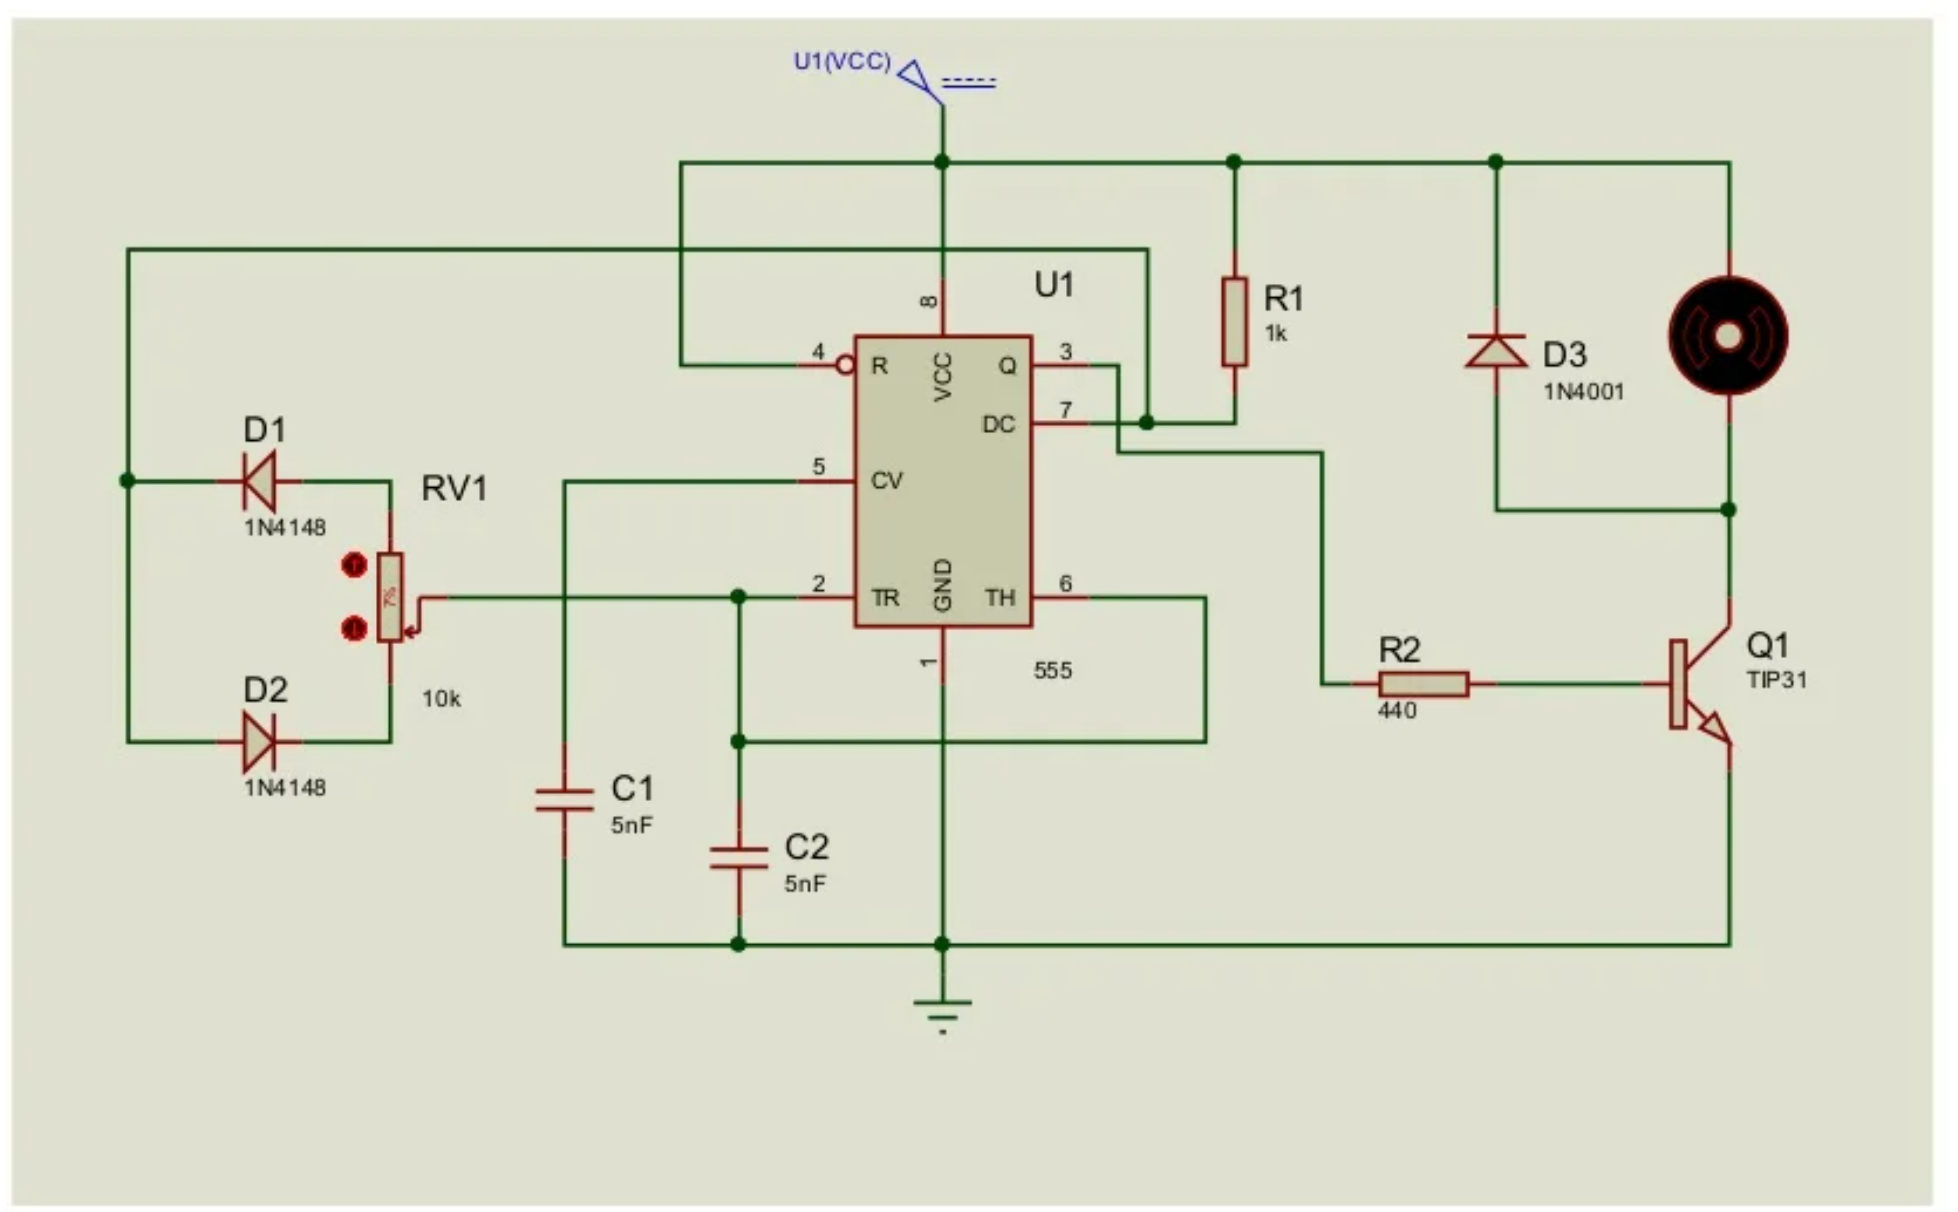 U1(VCC)
U1
8
VCC
4
R
3
Q
7
DC
5
CV
2
TR
6
TH
GND
1
555
R1
1k
D3
1N4001
D1
1N4148
RV1
7%
10k
D2
1N4148
C1
5nF
C2
5nF
R2
440
Q1
TIP31